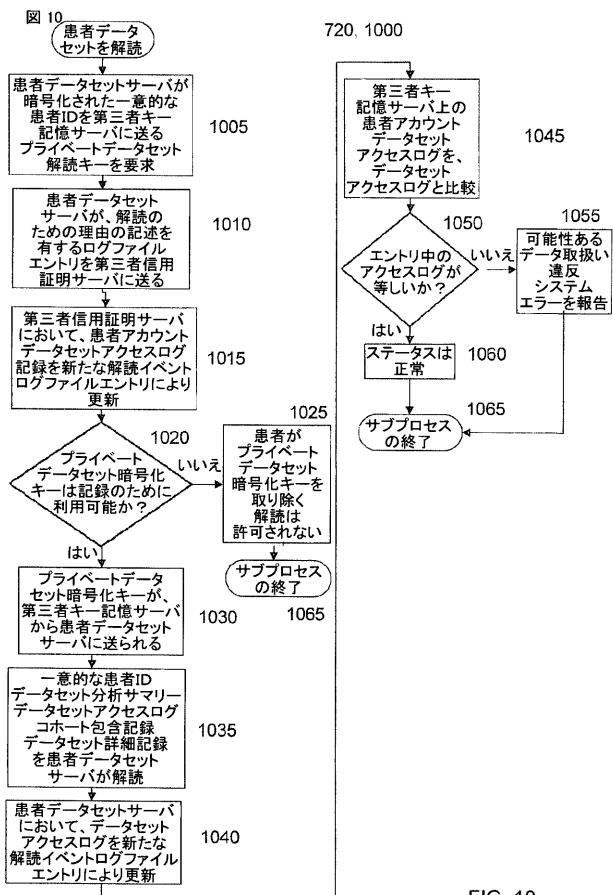 図 10
患者データ
セットを解読
患者データセットサーバが
暗号化された一意的な
患者IDを第三者キー
記憶サーバに送る
プライベートデータセット
解読キーを要求
1005
患者データセット
サーバが、解読の
ための理由の記述を
有するログファイル
エントリを第三者信用
証明サーバに送る
1010
第三者信用証明サーバ
において、患者アカウント
データセットアクセスログ
記録を新たな解読イベント
ログファイルエントリにより
更新
1015
1020
プライベート
データセット暗号化
キーは記録のために
利用可能か？
いいえ
はい
1025
患者が
プライベート
データセット
暗号化キーを
取り除く
解読は
許可されない
サブプロセス
の終了
1065
プライベートデータ
セット暗号化キーが、
第三者キー記憶サーバ
から患者データセット
サーバに送られる
1030
一意的な患者ID
データセット分析サマリー
データセットアクセスログ
コホート包含記録
データセット詳細記録
を患者データセット
サーバが解読
1035
患者データセットサーバ
において、データセット
アクセスログを新たな
解読イベントログファイル
エントリにより更新
1040
720, 1000
第三者キー
記憶サーバ上の
患者アカウント
データセット
アクセスログを、
データセット
アクセスログと比較
1045
1050
エントリ中の
アクセスログが
等しいか？
いいえ
はい
1055
可能性ある
データ取扱い
違反
システム
エラーを報告
ステータスは
正常
1060
1065
サブプロセス
の終了
FIG. 10